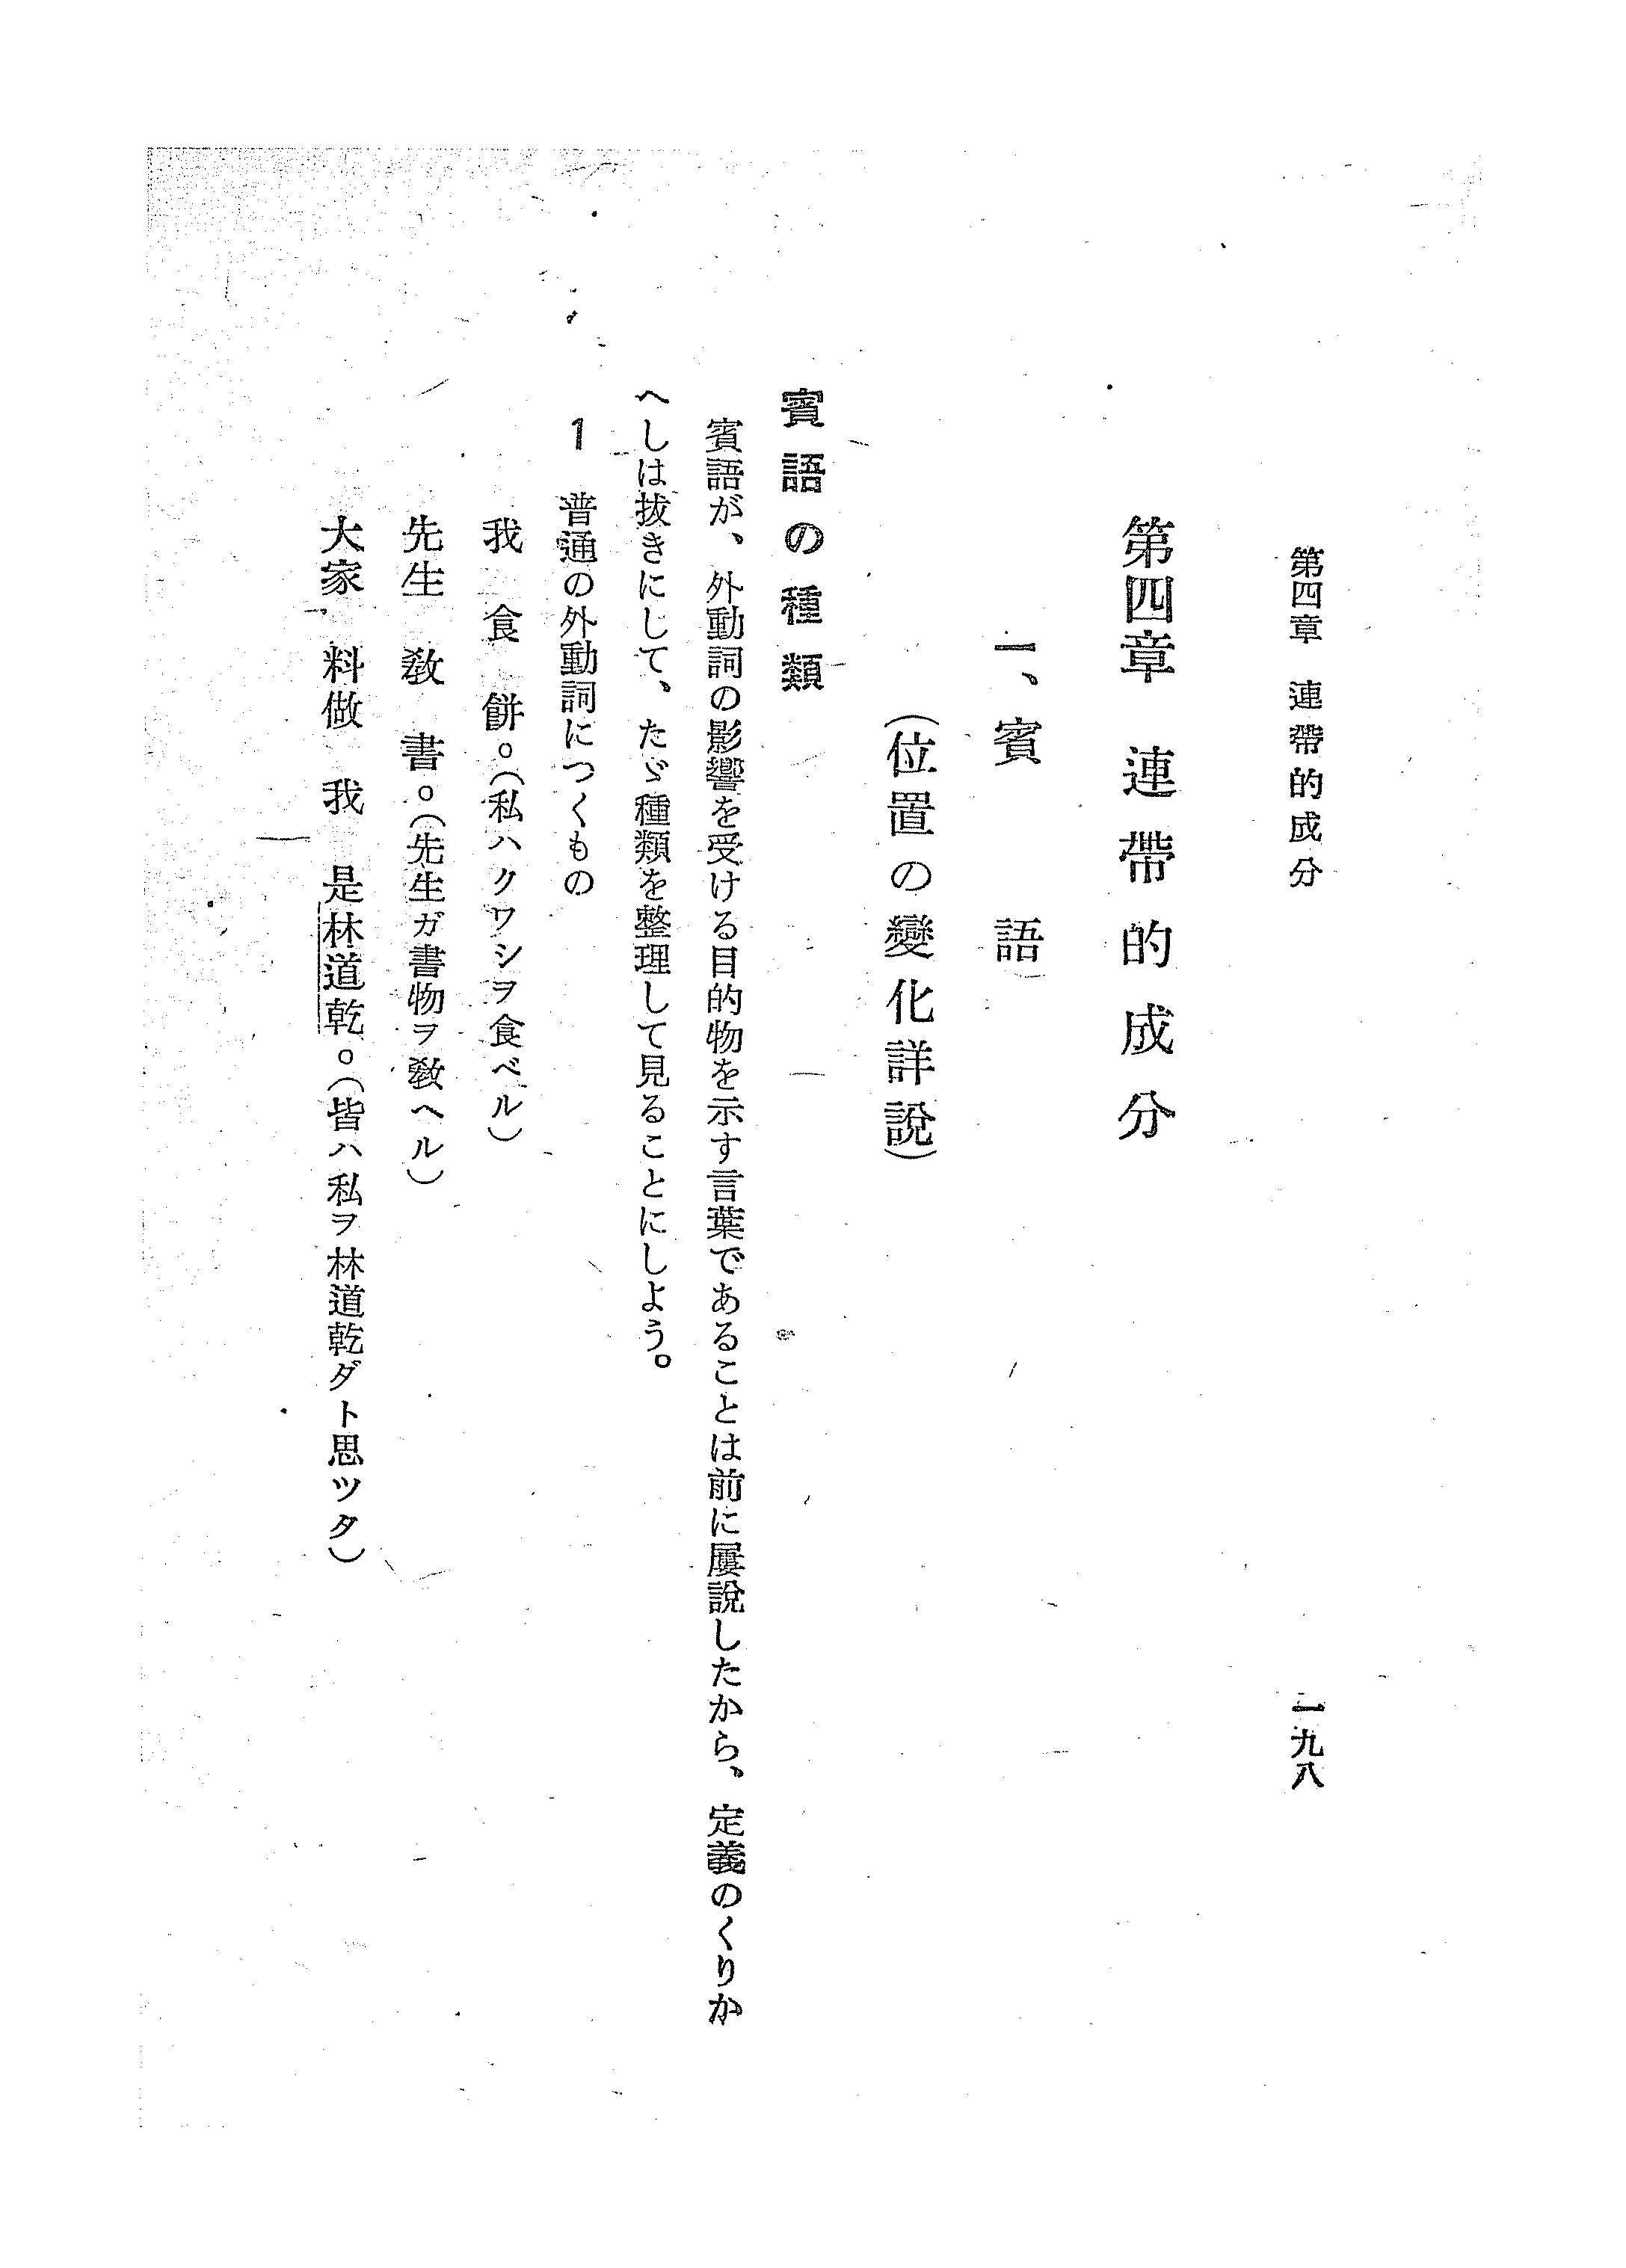 第四章　連帶的成分
一九八
第四章　連帶的成分
一、賓語
（位置の變化詳說）
賓語の種類
賓語が、外動詞の影響を受ける目的物を示す言葉であることは前に屢說したから、定義のくりか
へしは拔きにして、たゞ種類を整理して見ることにしよう。
1　普通の外動詞につくもの
我　食　餅。（私ハクワシヲ食ベル）
先生　敎　書。（先生ガ書物ヲ敎ヘル）
大家　料做　我　是林道乾。（皆ハ私ヲ林道乾ダト思ツタ）